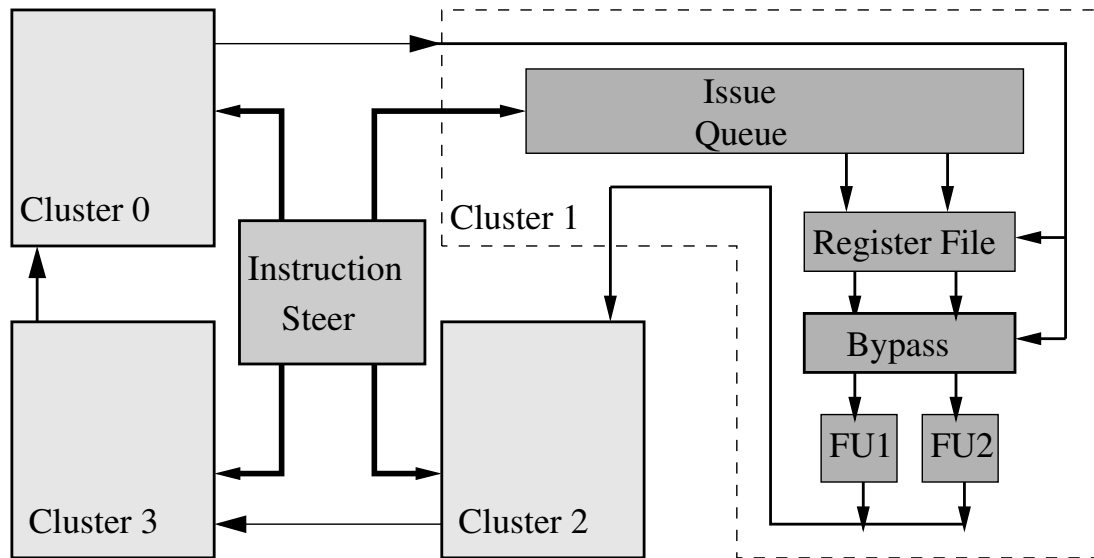 Issue
Queue
Cluster 0
Cluster 1
Register File
Instruction
Steer
Bypass
FU1
FU2
Cluster 3
Cluster 2